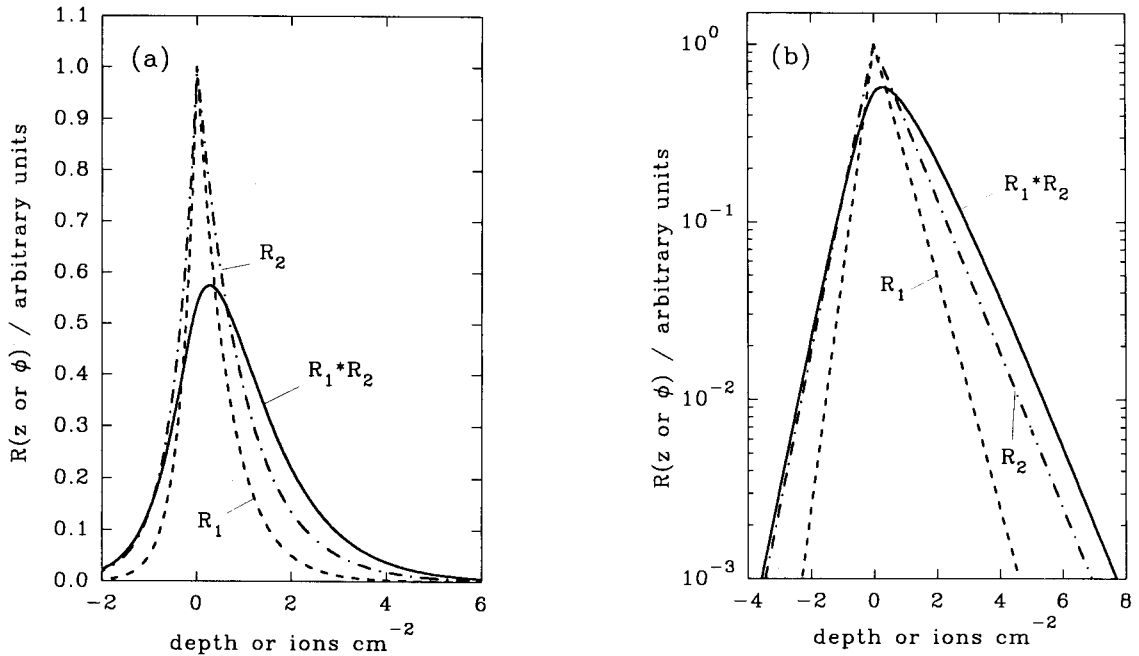 (a)
R(z or φ) / arbitrary units
1.1
1.0
0.9
0.8
0.7
0.6
0.5
0.4
0.3
0.2
0.1
0.0
R₂
R₁*R₂
R₁
−2 0 2 4 6
depth or ions cm⁻²
(b)
R(z or φ) / arbitrary units
10⁰
10⁻¹
10⁻²
10⁻³
R₁*R₂
R₁
R₂
−4 −2 0 2 4 6 8
depth or ions cm⁻²